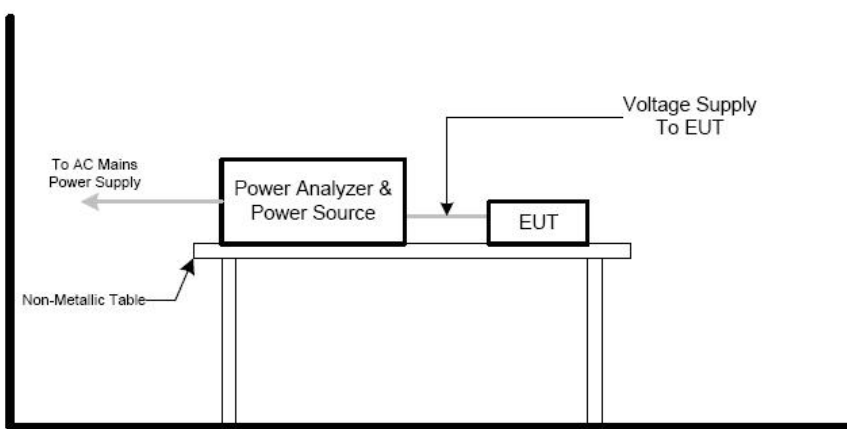 Voltage Supply
To EUT
To AC Mains
Power Supply
Power Analyzer &
Power Source
EUT
Non-Metallic Table